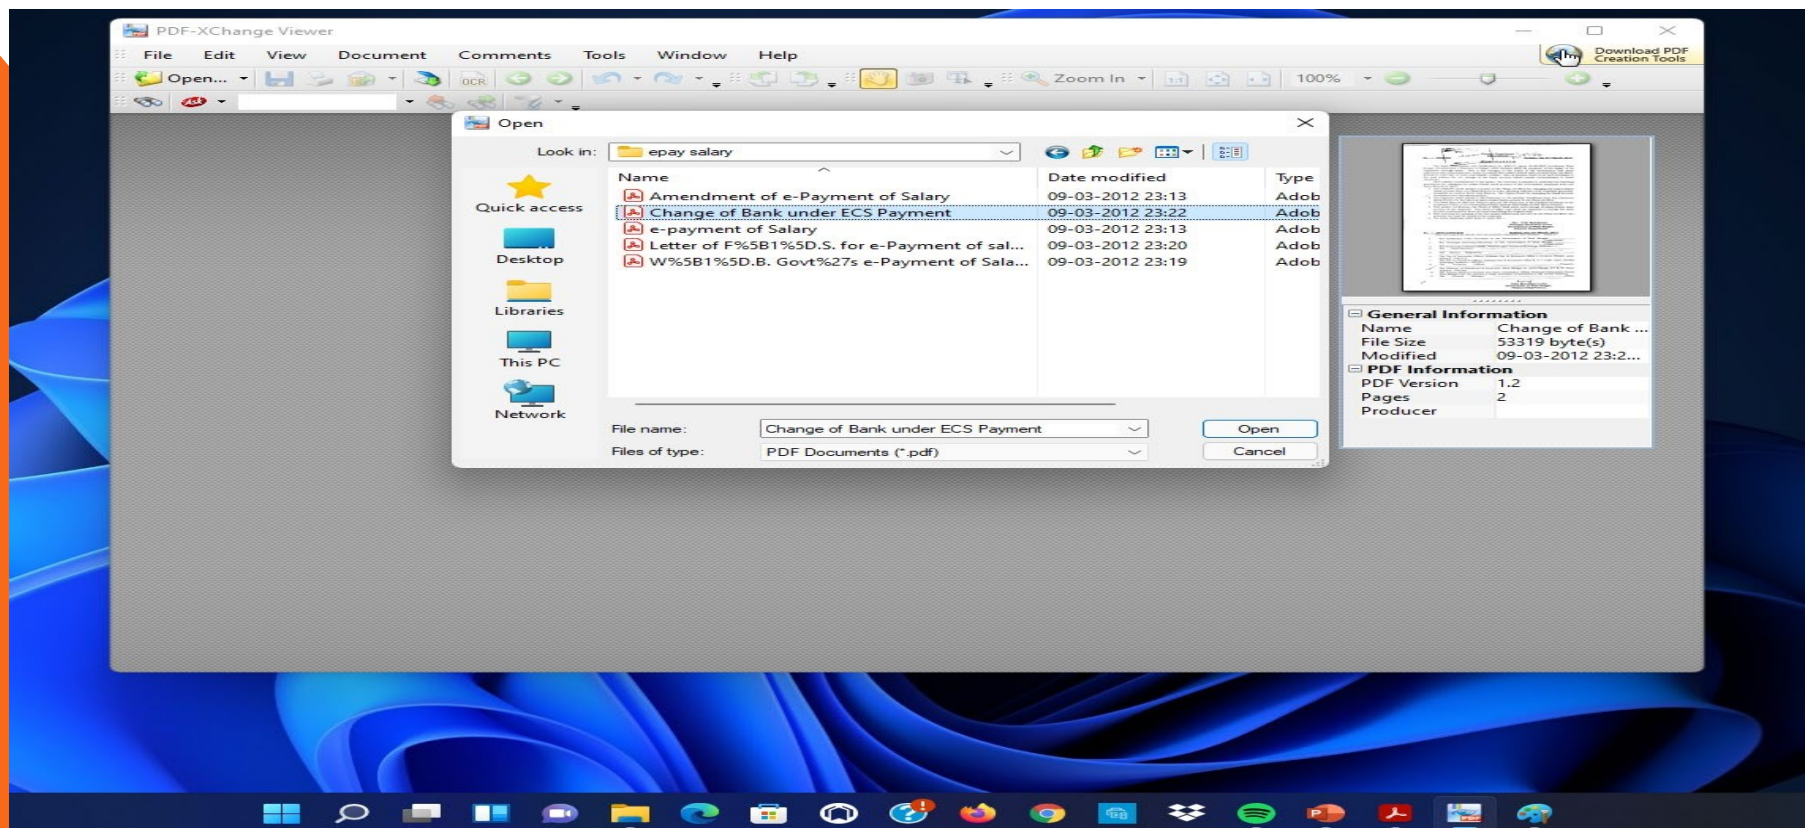 PDF-XChange Viewer
File Edit View Document Comments Tools Window Help
Download PDF
Creation Tools
Open... OCR Zoom In 1:1 100%
Ask
Open
Look in: epay salary
Name Date modified Type
Amendment of e-Payment of Salary 09-03-2012 23:13 Adob
Change of Bank under ECS Payment 09-03-2012 23:22 Adob
e-payment of Salary 09-03-2012 23:13 Adob
Letter of F%5B1%5D.S. for e-Payment of sal... 09-03-2012 23:20 Adob
W%5B1%5D.B. Govt%27s e-Payment of Sala... 09-03-2012 23:19 Adob
Quick access
Desktop
Libraries
This PC
Network
File name: Change of Bank under ECS Payment Open
Files of type: PDF Documents (*.pdf) Cancel
General Information
Name Change of Bank ...
File Size 53319 byte(s)
Modified 09-03-2012 23:2...
PDF Information
PDF Version 1.2
Pages 2
Producer